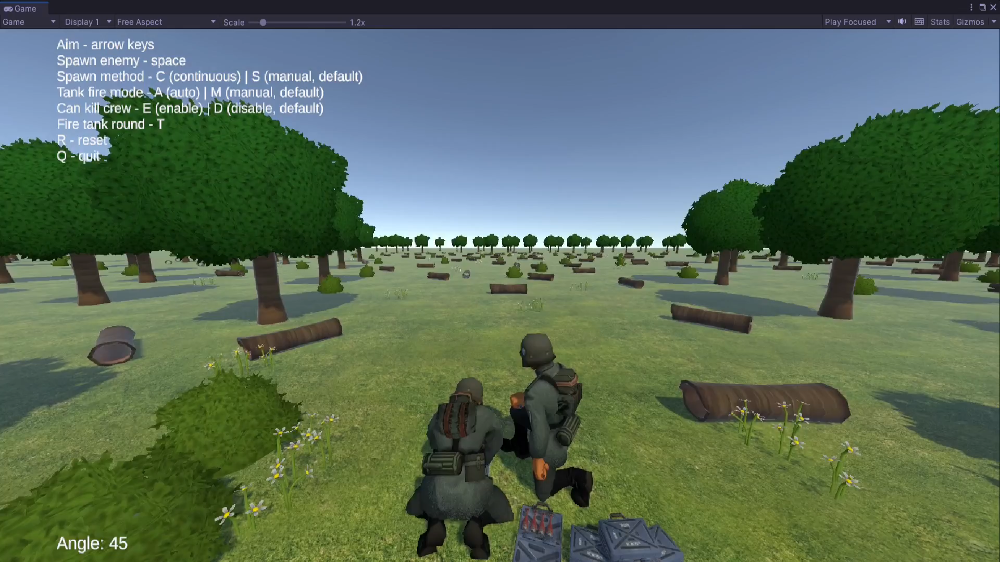 Game
Game Display 1 Free Aspect Scale 1.2x Play Focused Stats Gizmos
Aim - arrow keys
Spawn enemy - space
Spawn method - C (continuous) | S (manual, default)
Tank fire mode - A (auto) | M (manual, default)
Can kill crew - E (enable) | D (disable, default)
Fire tank round - T
R - reset
Q - quit
Angle: 45